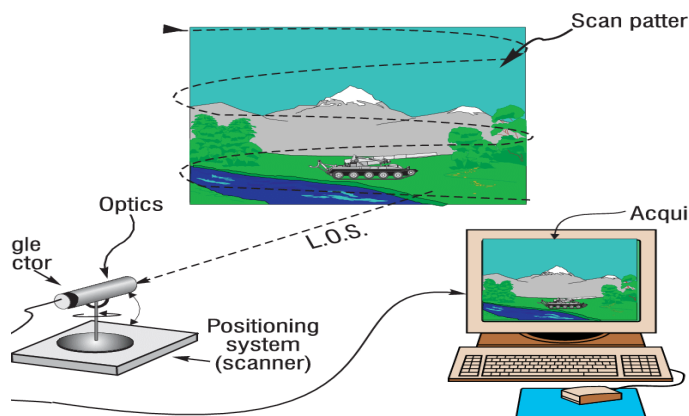 Scan patter
Optics
gle
ctor
L.O.S.
Acqui
Positioning
system
(scanner)